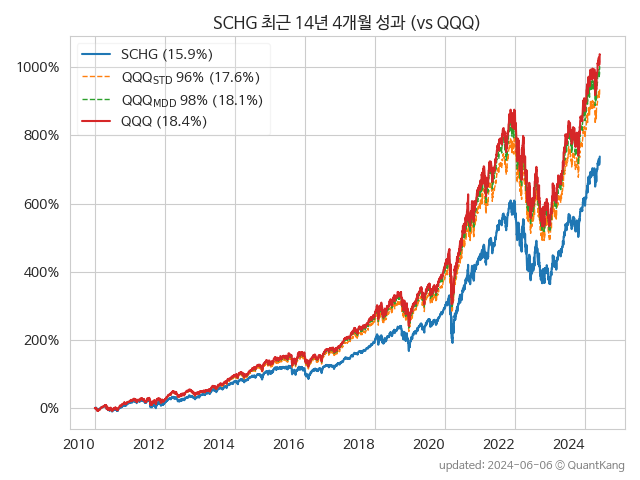 SCHG 최근 14년 4개월 성과 (vs QQQ)
SCHG (15.9%)
QQQSTD 96% (17.6%)
QQQMDD 98% (18.1%)
QQQ (18.4%)
1000%
800%
600%
400%
200%
0%
2010 2012 2014 2016 2018 2020 2022 2024
updated: 2024-06-06 ⓒ QuantKang